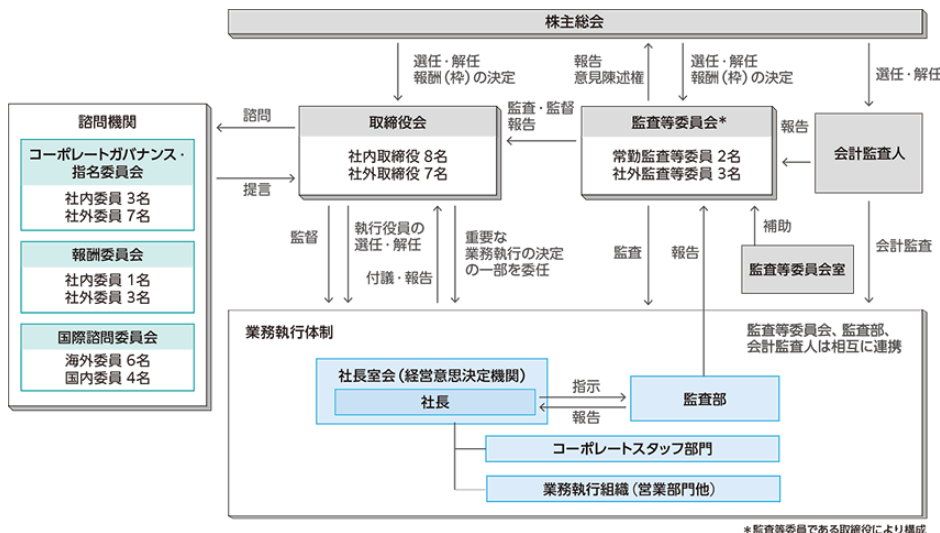 株主総会
選任・解任
報酬(枠)の決定
報告
意見陳述権
選任・解任
報酬(枠)の決定
選任・解任
諮問機関
コーポレートガバナンス・
指名委員会
社内委員 3名
社外委員 7名
報酬委員会
社内委員 1名
社外委員 3名
国際諮問委員会
海外委員 6名
国内委員 4名
諮問
提言
取締役会
社内取締役 8名
社外取締役 7名
監査・監督
報告
監査等委員会*
常勤監査等委員 2名
社外監査等委員 3名
報告
会計監査人
監督
執行役員の
選任・解任
付議・報告
重要な
業務執行の決定
の一部を委任
監査
報告
補助
監査等委員会室
会計監査
業務執行体制
監査等委員会、監査部、
会計監査人は相互に連携
社長室会(経営意思決定機関)
社長
指示
報告
監査部
コーポレートスタッフ部門
業務執行組織(営業部門他)
*監査等委員である取締役により構成